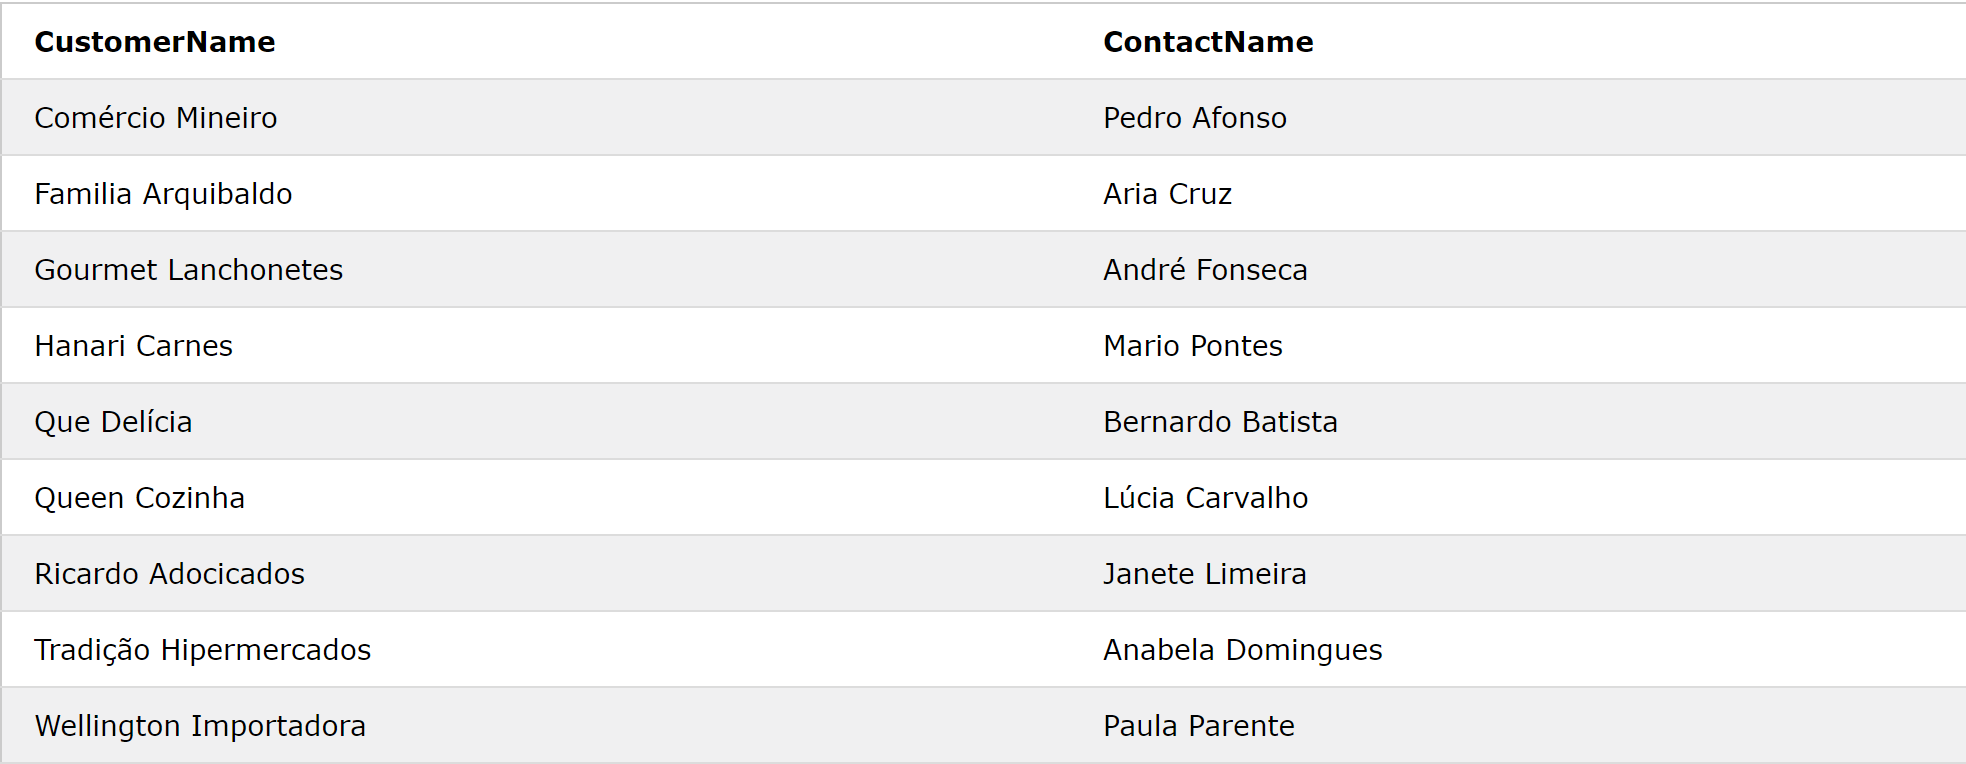 CustomerName ContactName
Comércio Mineiro Pedro Afonso
Familia Arquibaldo Aria Cruz
Gourmet Lanchonetes André Fonseca
Hanari Carnes Mario Pontes
Que Delícia Bernardo Batista
Queen Cozinha Lúcia Carvalho
Ricardo Adocicados Janete Limeira
Tradição Hipermercados Anabela Domingues
Wellington Importadora Paula Parente